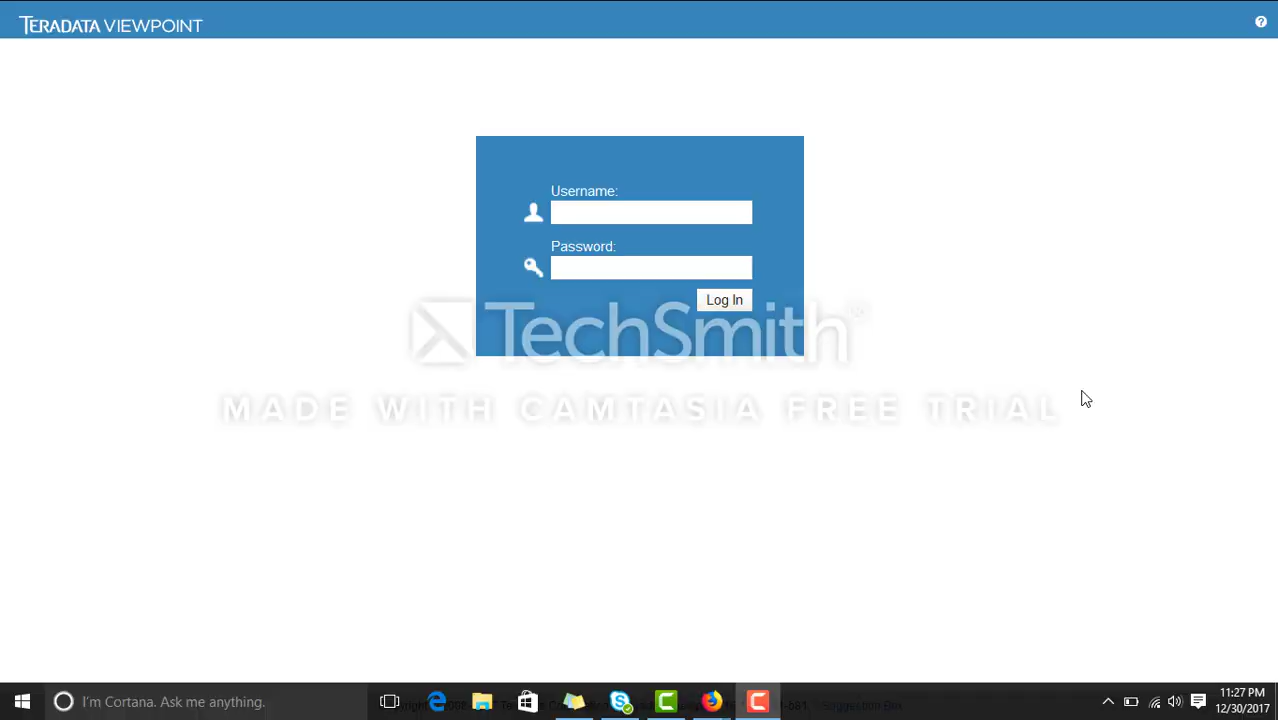 TERADATA VIEWPOINT
Username:
Password:
Log In
TechSmith
MADE WITH CAMTASIA FREE TRIAL
I'm Cortana. Ask me anything.
11:27 PM
12/30/2017